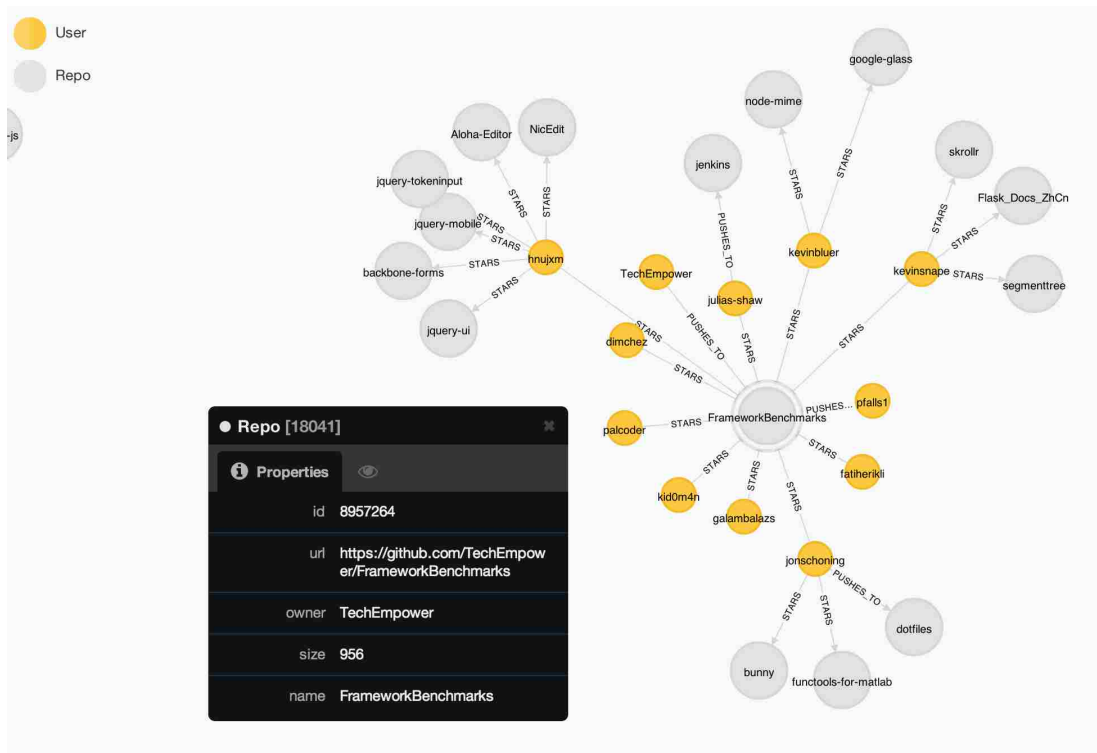 User
Repo
-js
google-glass
node-mime
NicEdit
Aloha-Editor
skrollr
jenkins
STARS
jquery-tokeninput
STARS
STARS
STARS
Flask_Docs_ZhCn
jquery-mobile
STARS
STARS
PUSHES_TO
STARS
STARS
STARS
kevinbluer
hnujxm
STARS
backbone-forms
kevinsnape
STARS
TechEmpower
segmenttree
STARS
julias-shaw
jquery-ui
STARS
PUSHES_TO
STARS
STARS
STARS
dimchez
STARS
pfalls1
PUSHES...
FrameworkBenchmarks
STARS
palcoder
STARS
STARS
STARS
fatiherikli
kid0m4n
STARS
galambalazs
jonschoning
PUSHES_TO
STARS
STARS
dotfiles
bunny
functools-for-matlab
Repo [18041]
Properties
id 8957264
url https://github.com/TechEmpow
er/FrameworkBenchmarks
owner TechEmpower
size 956
name FrameworkBenchmarks